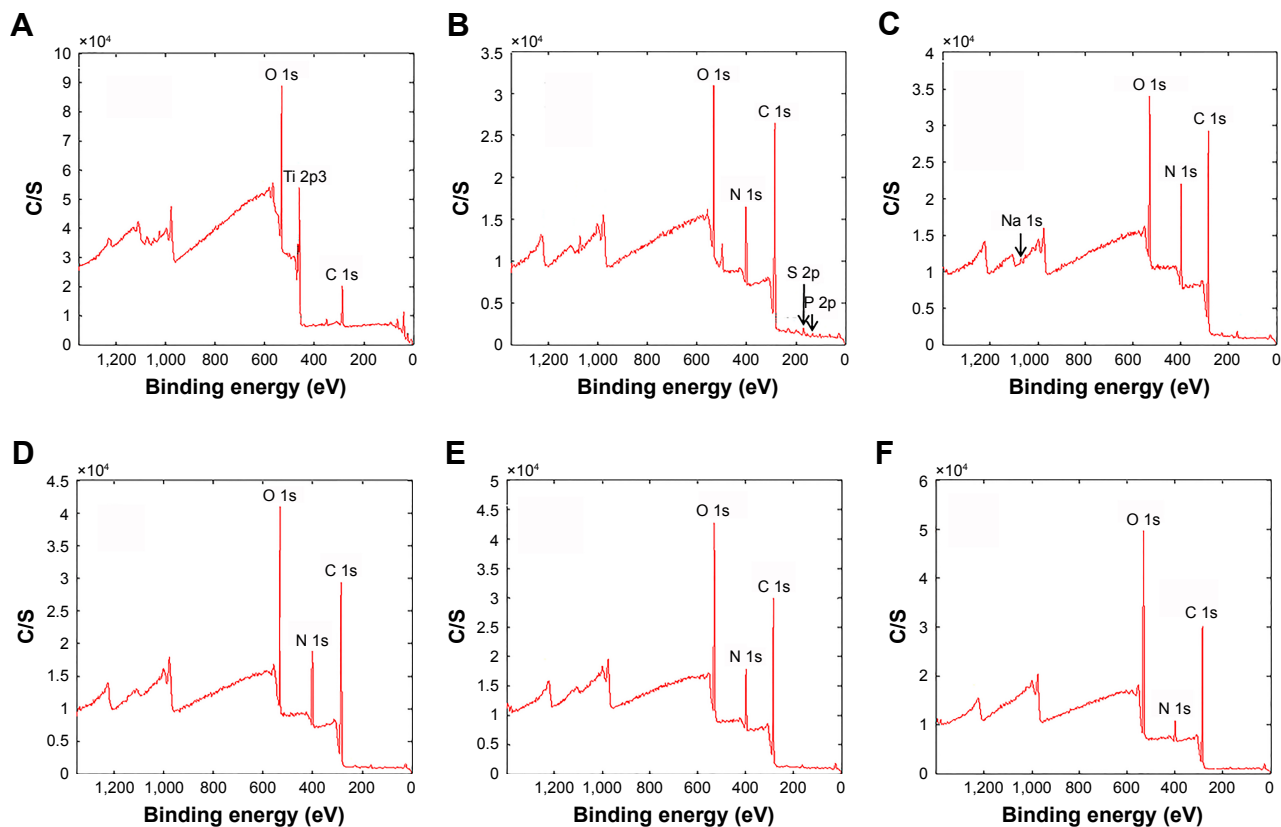 A
×10⁴
10
9
8
7
6
5
4
3
2
1
0
C/S
O 1s
Ti 2p3
C 1s
1,200 1,000 800 600 400 200 0
Binding energy (eV)
B
×10⁴
3.5
3
2.5
2
1.5
1
0.5
0
C/S
O 1s
C 1s
N 1s
S 2p
P 2p
1,200 1,000 800 600 400 200 0
Binding energy (eV)
C
×10⁴
4
3.5
3
2.5
2
1.5
1
0.5
0
C/S
O 1s
C 1s
N 1s
Na 1s
1,200 1,000 800 600 400 200 0
Binding energy (eV)
D
×10⁴
4.5
4
3.5
3
2.5
2
1.5
1
0.5
0
C/S
O 1s
C 1s
N 1s
1,200 1,000 800 600 400 200 0
Binding energy (eV)
E
×10⁴
5
4.5
4
3.5
3
2.5
2
1.5
1
0.5
0
C/S
O 1s
C 1s
N 1s
1,200 1,000 800 600 400 200 0
Binding energy (eV)
F
×10⁴
6
5
4
3
2
1
0
C/S
O 1s
C 1s
N 1s
1,200 1,000 800 600 400 200 0
Binding energy (eV)